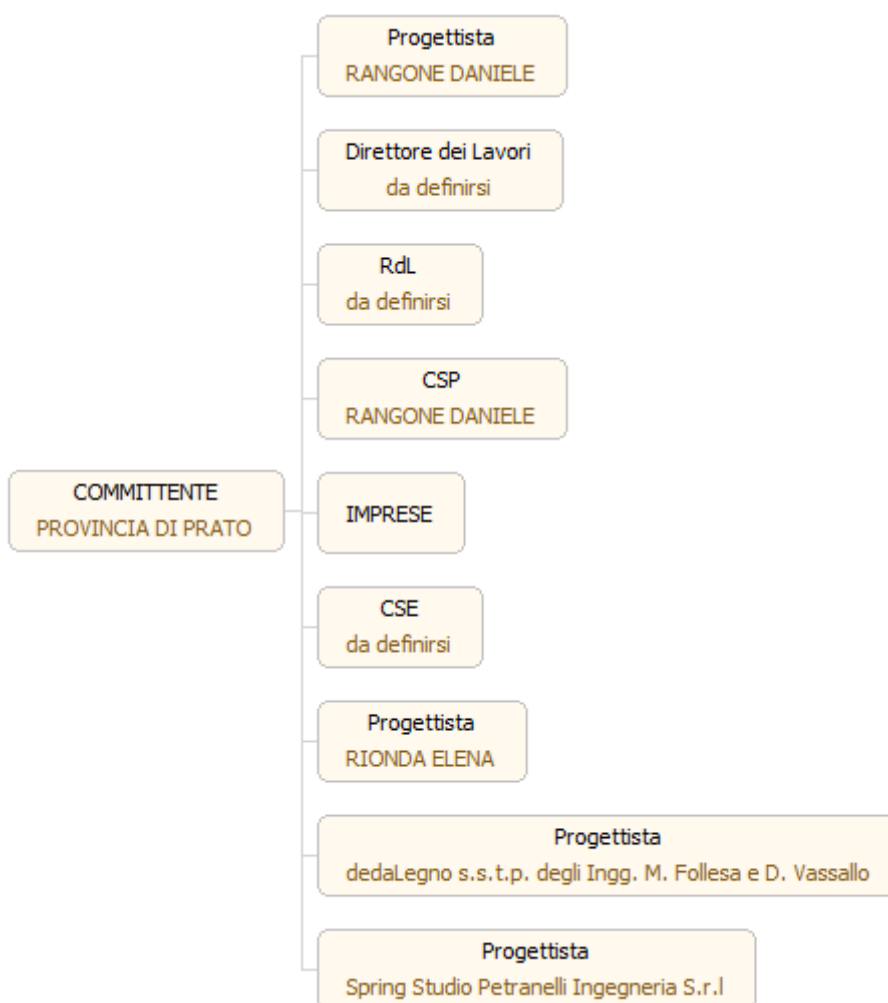 Progettista
RANGONE DANIELE
Direttore dei Lavori
da definirsi
RdL
da definirsi
CSP
RANGONE DANIELE
COMMITTENTE
PROVINCIA DI PRATO
IMPRESE
CSE
da definirsi
Progettista
RIONDA ELENA
Progettista
dedaLegno s.s.t.p. degli Ingg. M. Follesa e D. Vassallo
Progettista
Spring Studio Petranelli Ingegneria S.r.l